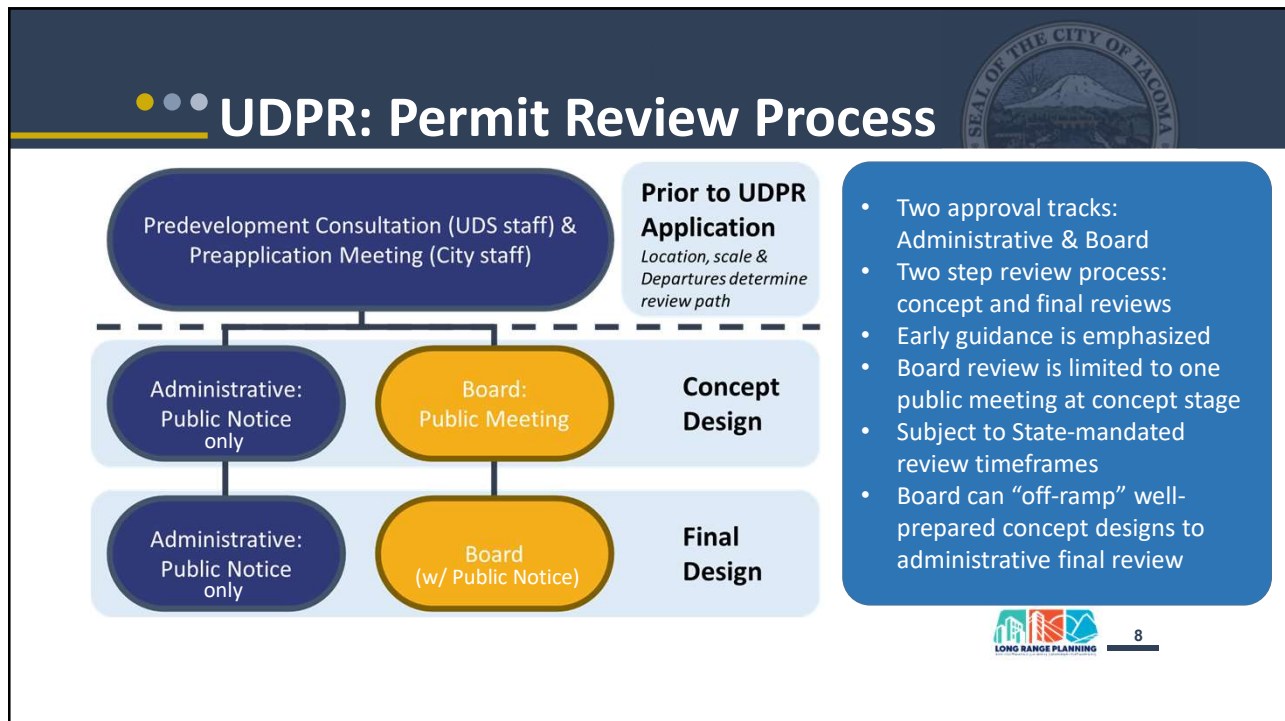 SEAL OF THE CITY OF TACOMA
UDPR: Permit Review Process
Predevelopment Consultation (UDS staff) &
Preapplication Meeting (City staff)
Prior to UDPR
Application
Location, scale &
Departures determine
review path
Administrative:
Public Notice
only
Board:
Public Meeting
Concept
Design
Administrative:
Public Notice
only
Board
(w/ Public Notice)
Final
Design
• Two approval tracks:
Administrative & Board
• Two step review process:
concept and final reviews
• Early guidance is emphasized
• Board review is limited to one
public meeting at concept stage
• Subject to State-mandated
review timeframes
• Board can “off-ramp” well-
prepared concept designs to
administrative final review
LONG RANGE PLANNING
8